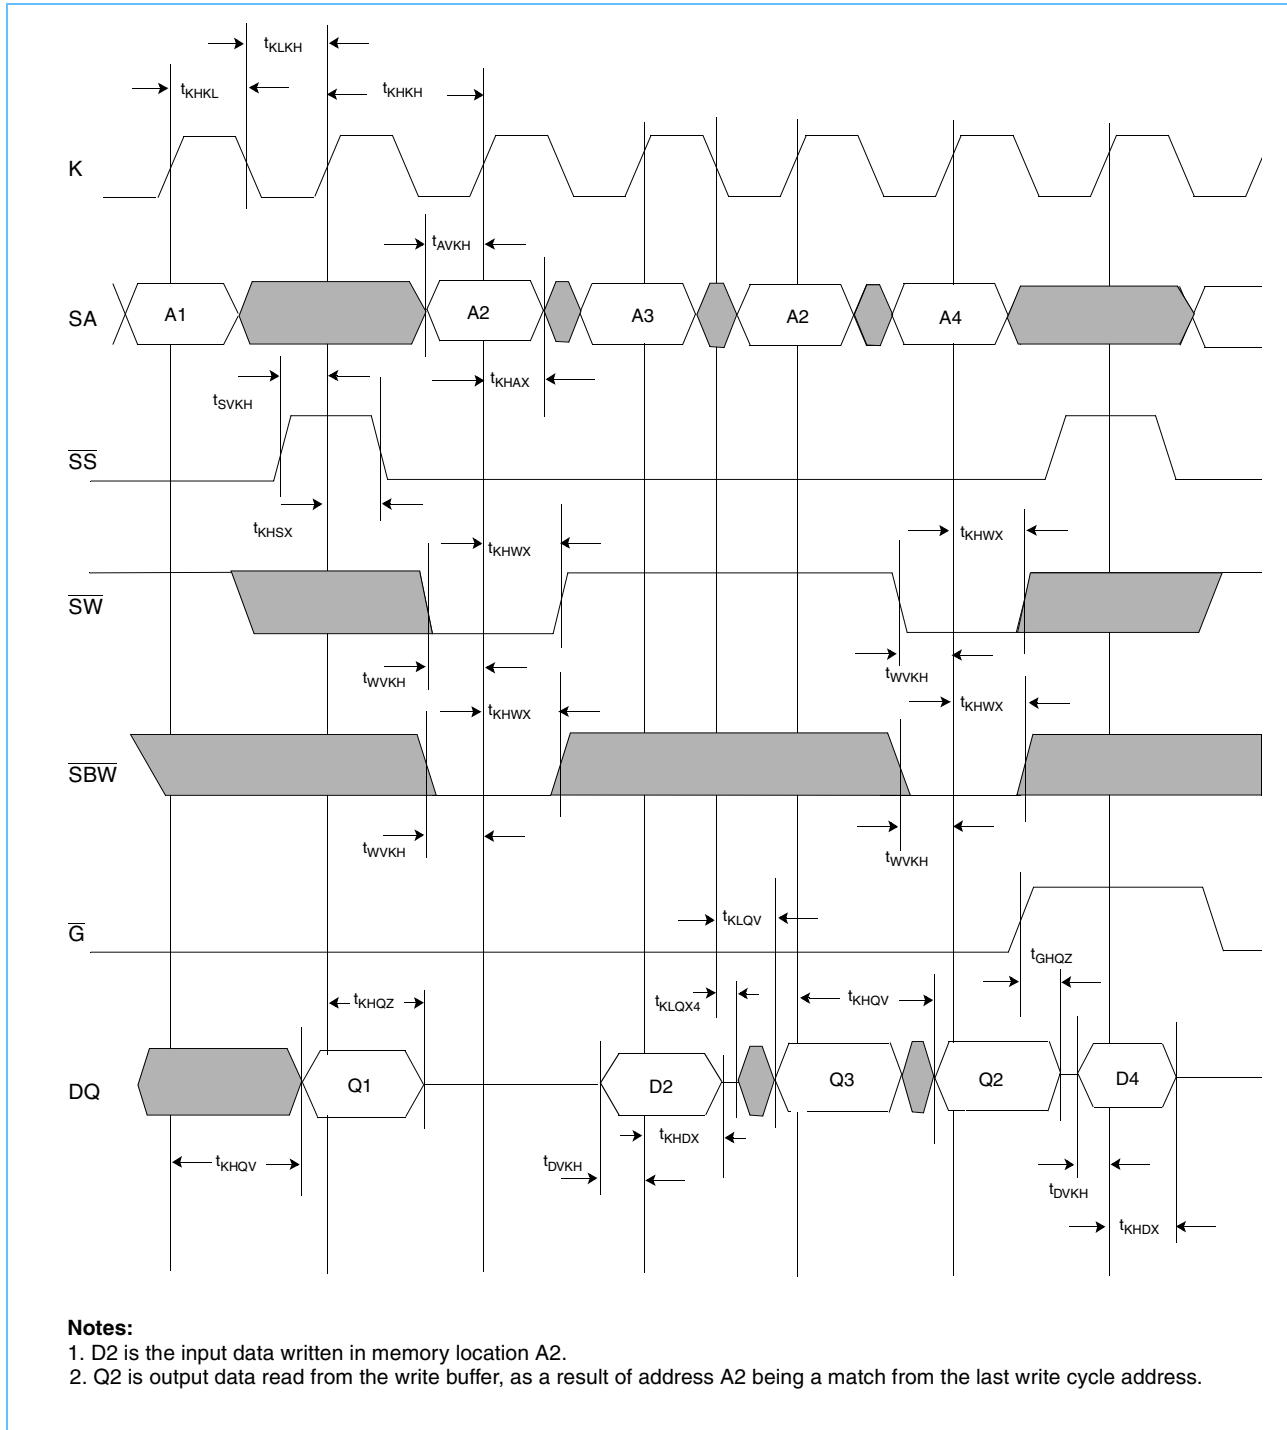 tKLKH
tKHKL
tKHKH
K
tAVKH
SA
A1
A2
A3
A2
A4
tKHAX
tSVKH
SS
tKHSX
tKHWX
tKHWX
SW
tWVKH
tWVKH
tKHWX
tKHWX
SBW
tWVKH
tWVKH
tKLQV
G
tGHQZ
tKHQZ
tKLQX4
tKHQV
DQ
Q1
D2
Q3
Q2
D4
tKHDX
tKHQV
tDVKH
tDVKH
tKHDX
Notes:
1. D2 is the input data written in memory location A2.
2. Q2 is output data read from the write buffer, as a result of address A2 being a match from the last write cycle address.